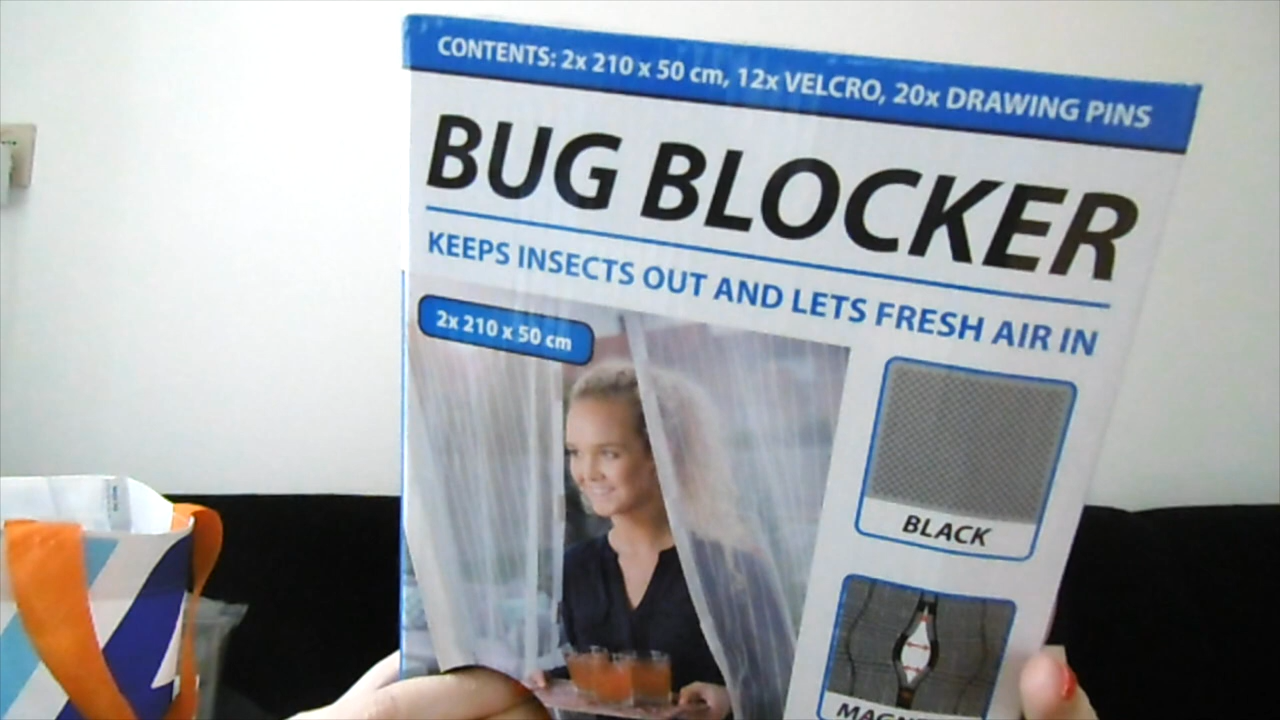 CONTENTS: 2x 210 x 50 cm, 12x VELCRO, 20x DRAWING PINS
BUG BLOCKER
KEEPS INSECTS OUT AND LETS FRESH AIR IN
2x 210 x 50 cm
BLACK